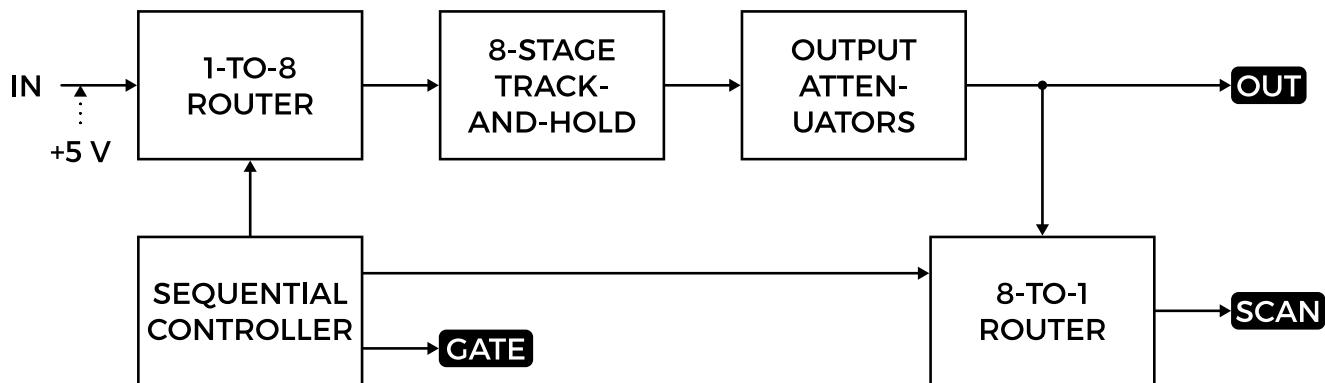 IN
+5 V
1-TO-8
ROUTER
8-STAGE
TRACK-
AND-HOLD
OUTPUT
ATTEN-
UATORS
OUT
SEQUENTIAL
CONTROLLER
GATE
8-TO-1
ROUTER
SCAN